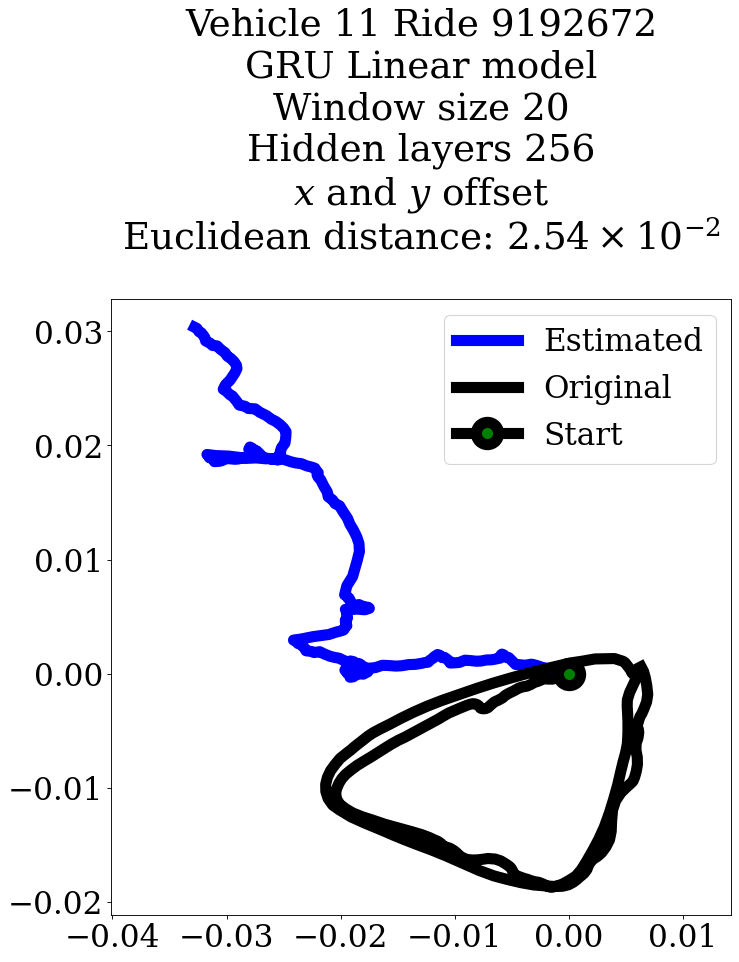 Vehicle 11 Ride 9192672
GRU Linear model
Window size 20
Hidden layers 256
x and y offset
Euclidean distance: 2.54 × 10⁻²
0.03
0.02
0.01
0.00
−0.01
−0.02
Estimated
Original
Start
−0.04 −0.03 −0.02 −0.01 0.00 0.01